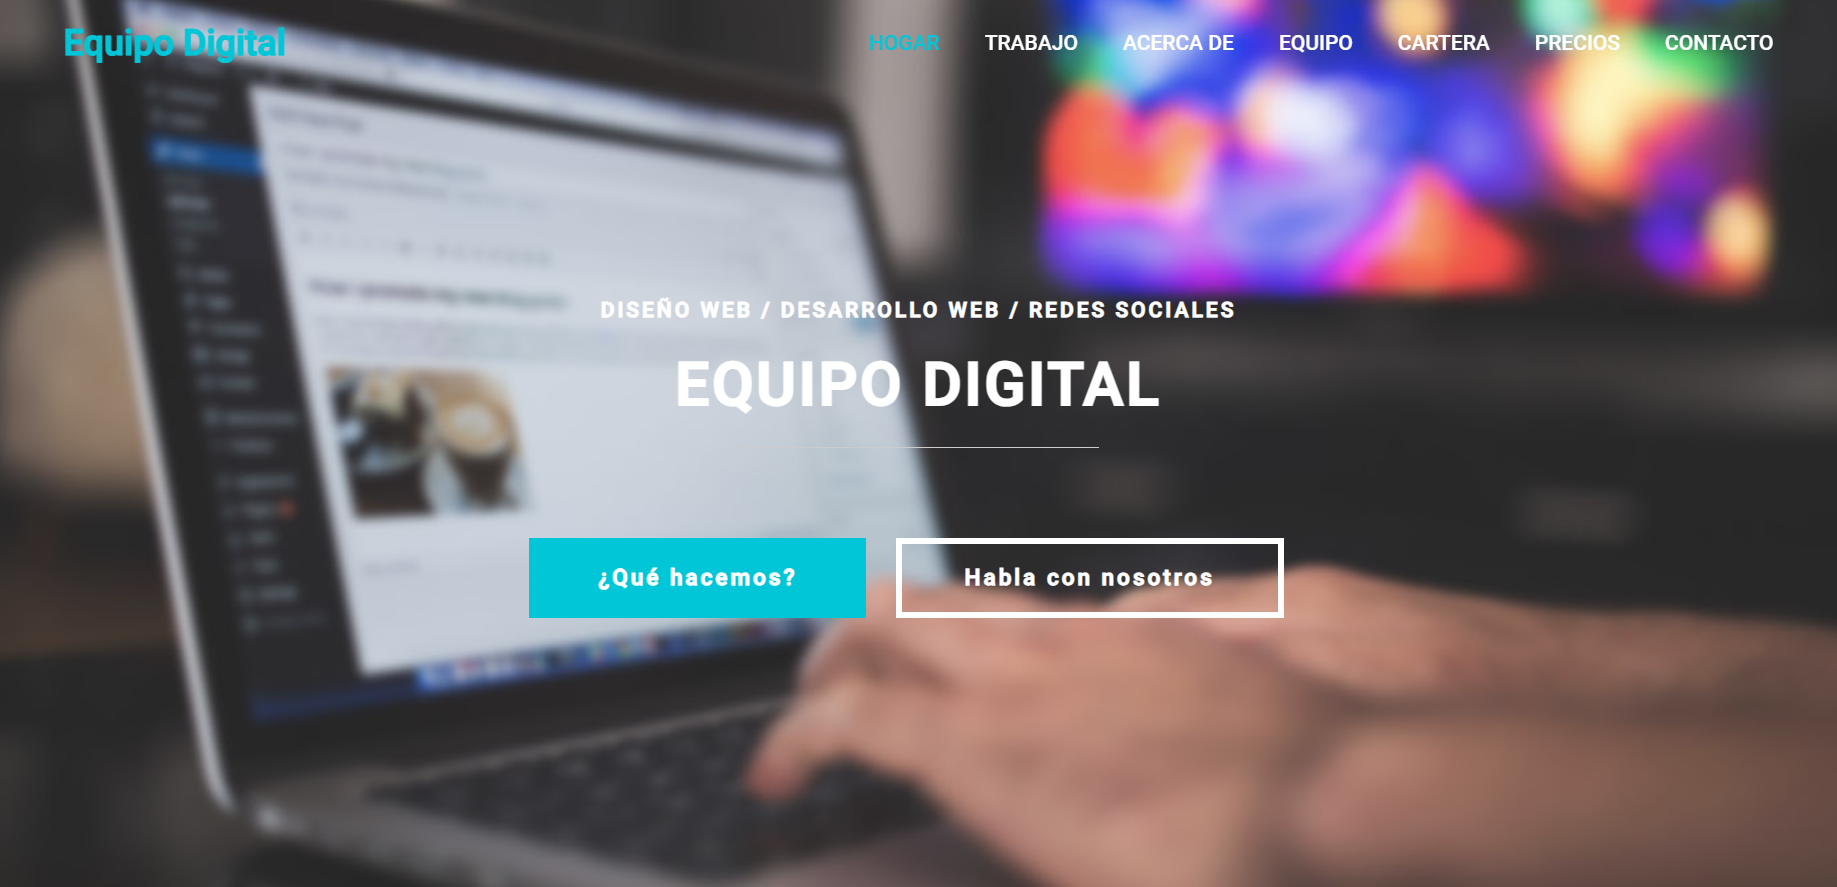 Equipo Digital
HOGAR TRABAJO ACERCA DE EQUIPO CARTERA PRECIOS CONTACTO
DISEÑO WEB / DESARROLLO WEB / REDES SOCIALES
EQUIPO DIGITAL
¿Qué hacemos? Habla con nosotros